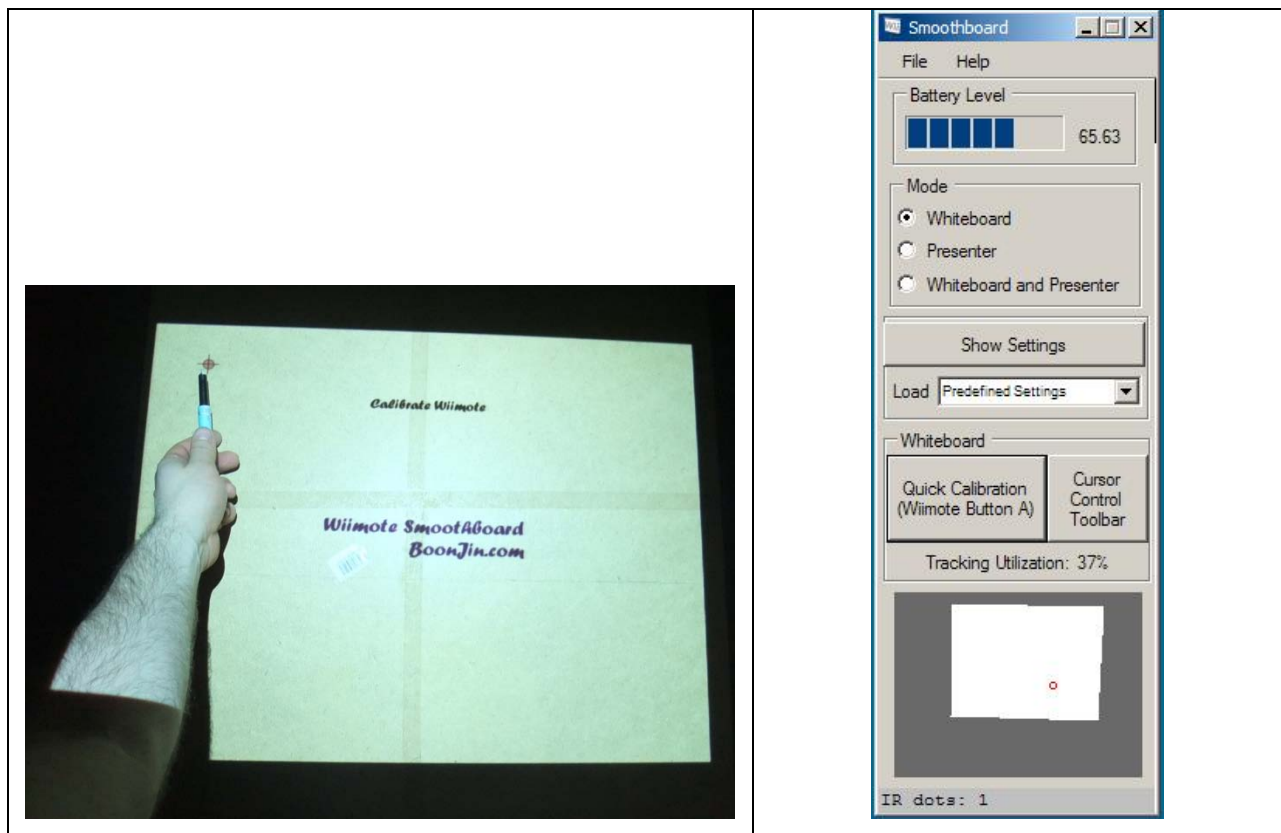 Calibrate Wiimote
Wiimote Smoothboard
BoonJin.com
Smoothboard
File Help
Battery Level
65.63
Mode
Whiteboard
Presenter
Whiteboard and Presenter
Show Settings
Load Predefined Settings
Whiteboard
Quick Calibration
(Wiimote Button A)
Cursor
Control
Toolbar
Tracking Utilization: 37%
IR dots: 1